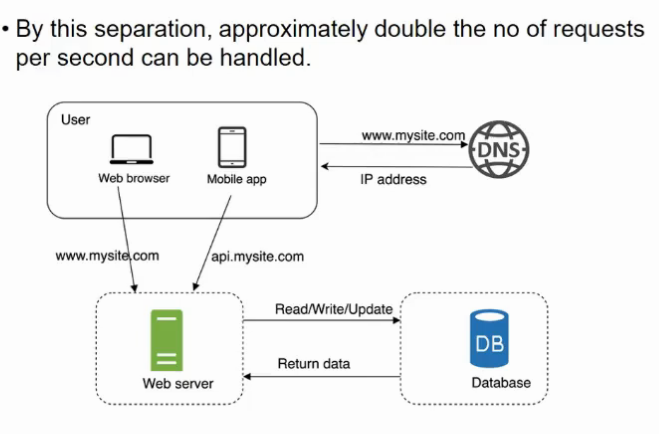 • By this separation, approximately double the no of requests
per second can be handled.
User
Web browser
Mobile app
www.mysite.com
DNS
IP address
www.mysite.com
api.mysite.com
Read/Write/Update
DB
Return data
Web server
Database